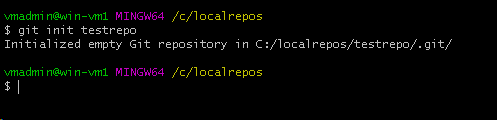 vmadmin@win-vm1 MINGW64 /c/localrepos
$ git init testrepo
Initialized empty Git repository in C:/localrepos/testrepo/.git/
vmadmin@win-vm1 MINGW64 /c/localrepos
$